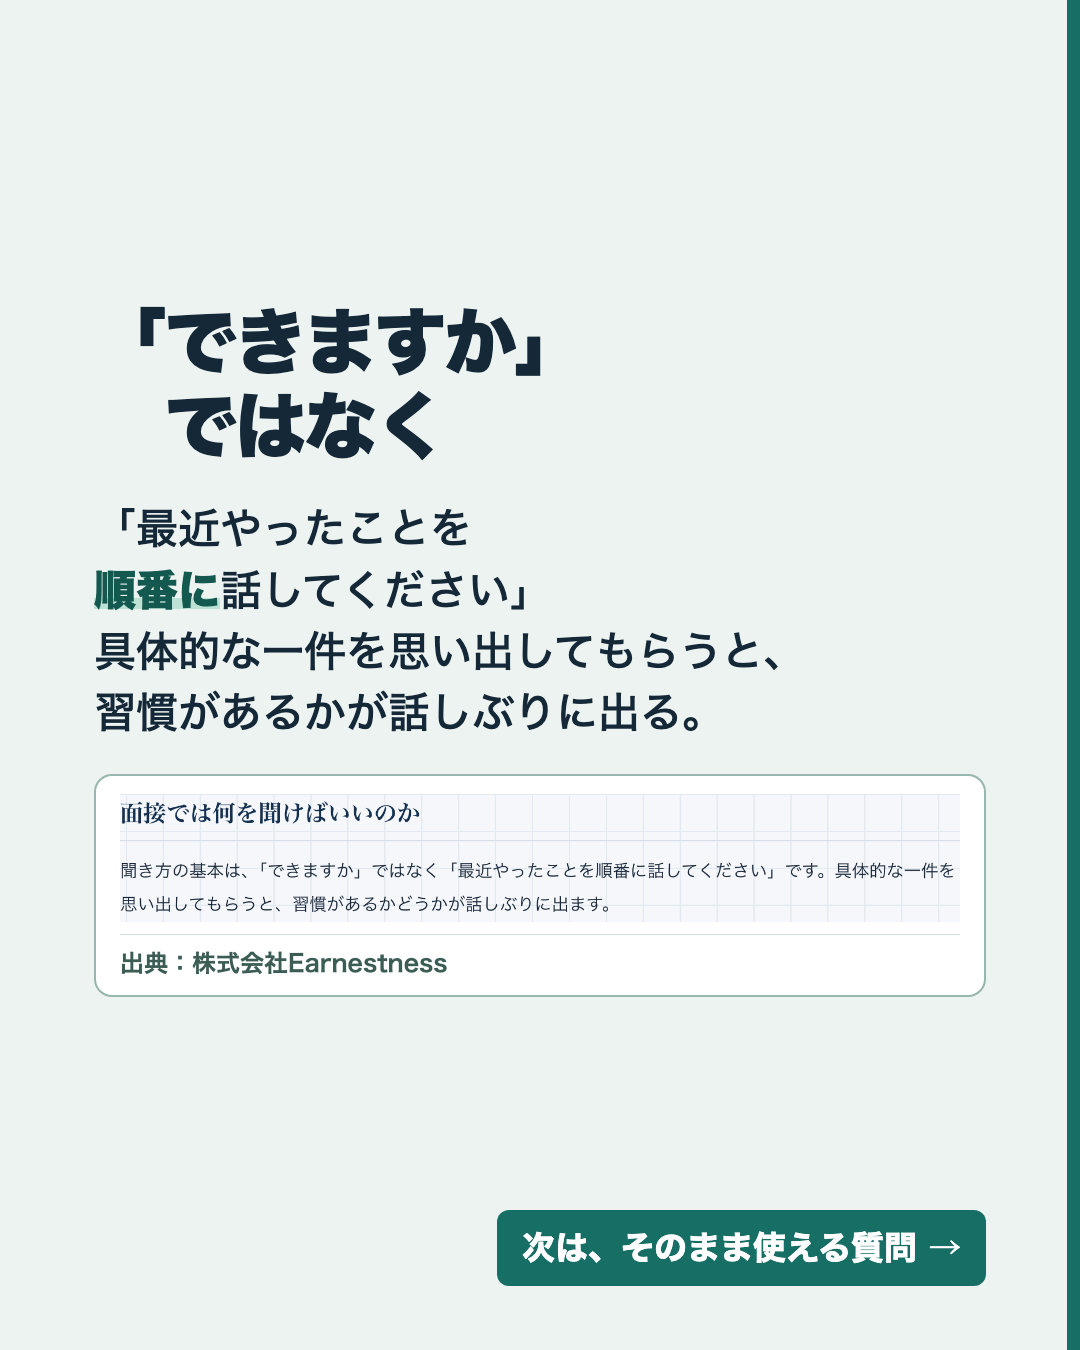 「できますか」
ではなく
「最近やったことを
順番に話してください」
具体的な一件を思い出してもらうと、
習慣があるかが話しぶりに出る。
面接では何を聞けばいいのか
聞き方の基本は、「できますか」ではなく「最近やったことを順番に話してください」です。具体的な一件を
思い出してもらうと、習慣があるかどうかが話しぶりに出ます。
出典：株式会社Earnestness
次は、そのまま使える質問 →